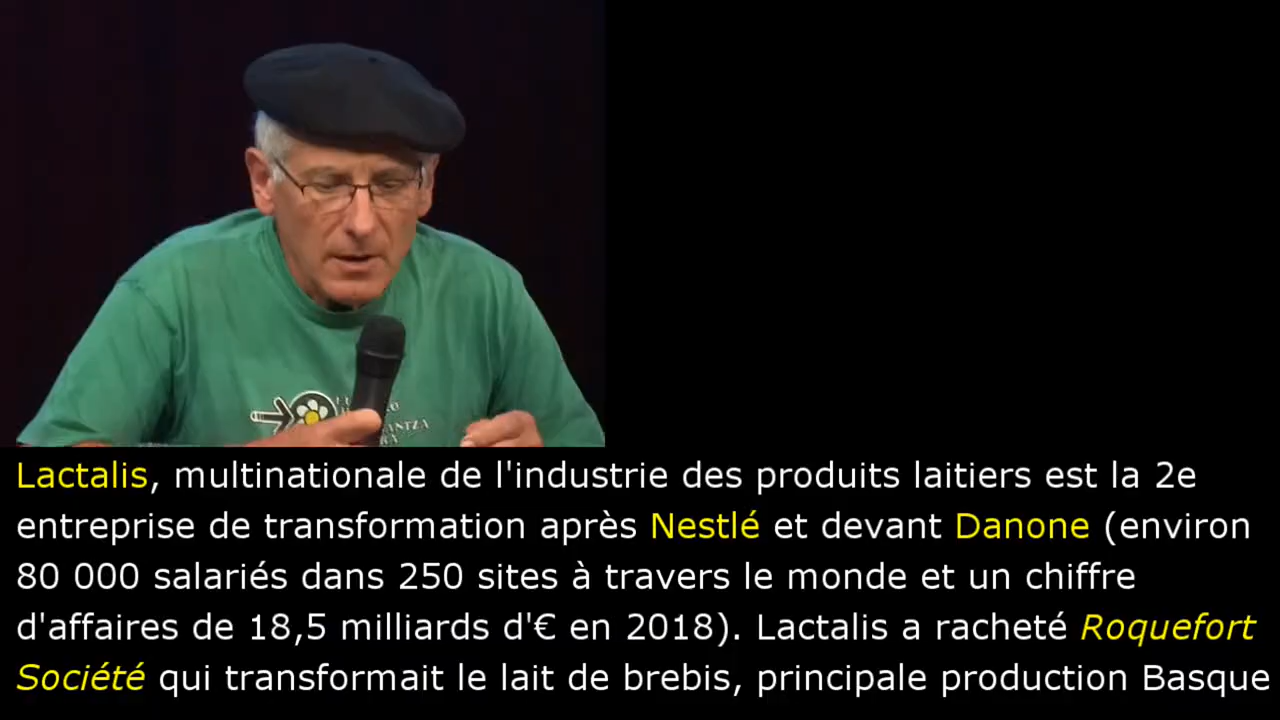 ANTZA
Lactalis, multinationale de l'industrie des produits laitiers est la 2e
entreprise de transformation après Nestlé et devant Danone (environ
80 000 salariés dans 250 sites à travers le monde et un chiffre
d'affaires de 18,5 milliards d'€ en 2018). Lactalis a racheté Roquefort
Société qui transformait le lait de brebis, principale production Basque